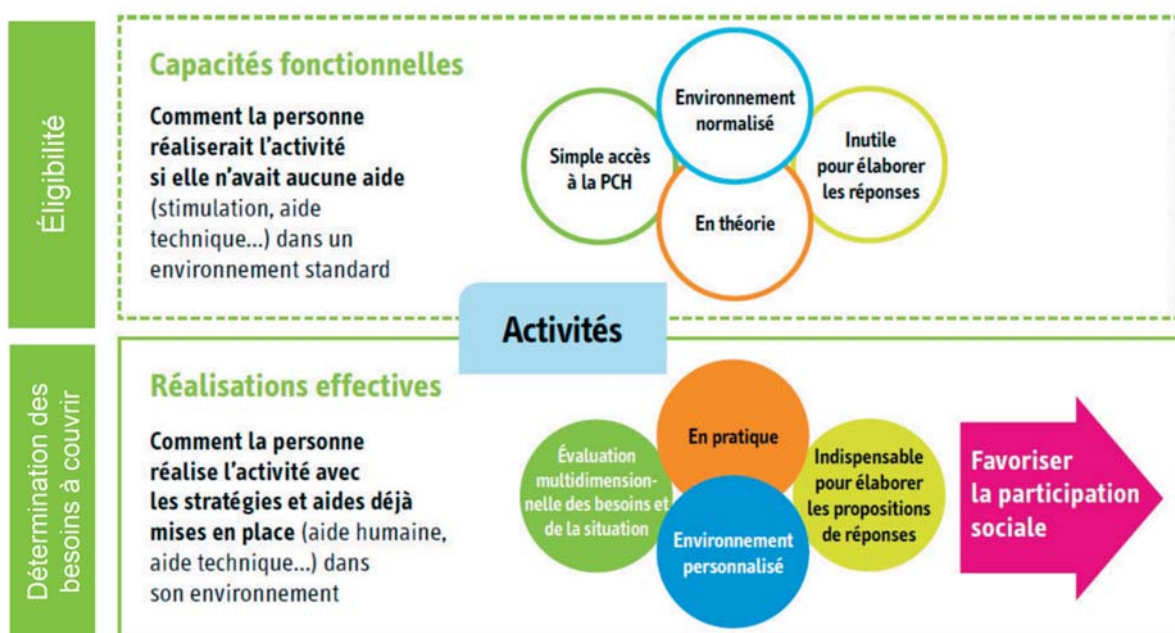 Éligibilité
Capacités fonctionnelles
Comment la personne
réaliserait l'activité
si elle n'avait aucune aide
(stimulation, aide
technique...) dans un
environnement standard
Simple accès
à la PCH
Environnement
normalisé
En théorie
Inutile
pour élaborer
les réponses
Activités
Détermination des
besoins à couvrir
Réalisations effectives
Comment la personne
réalise l'activité avec
les stratégies et aides déjà
mises en place (aide humaine,
aide technique...) dans
son environnement
Évaluation
multidimension-
nelle des besoins et
de la situation
En pratique
Environnement
personnalisé
Indispensable
pour élaborer
les propositions
de réponses
Favoriser
la participation
sociale